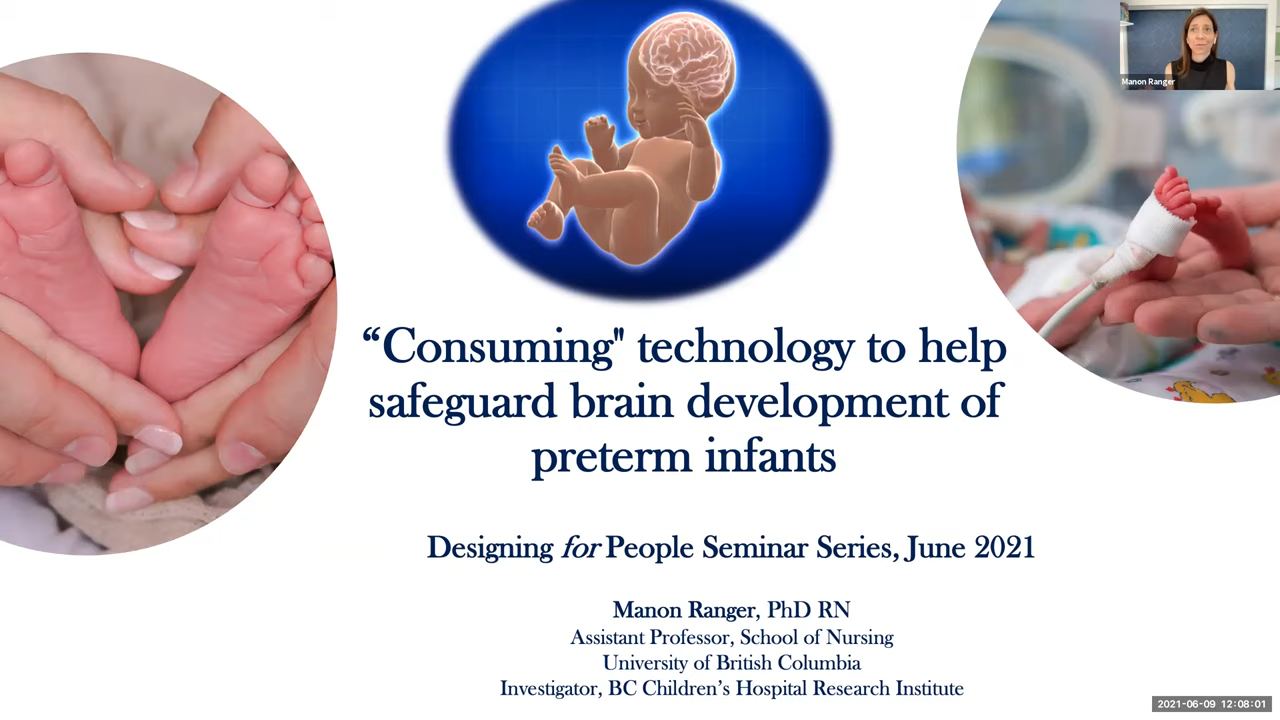 Manon Ranger
“Consuming" technology to help
safeguard brain development of
preterm infants
Designing for People Seminar Series, June 2021
Manon Ranger, PhD RN
Assistant Professor, School of Nursing
University of British Columbia
Investigator, BC Children’s Hospital Research Institute
2021-06-09 12:08:01